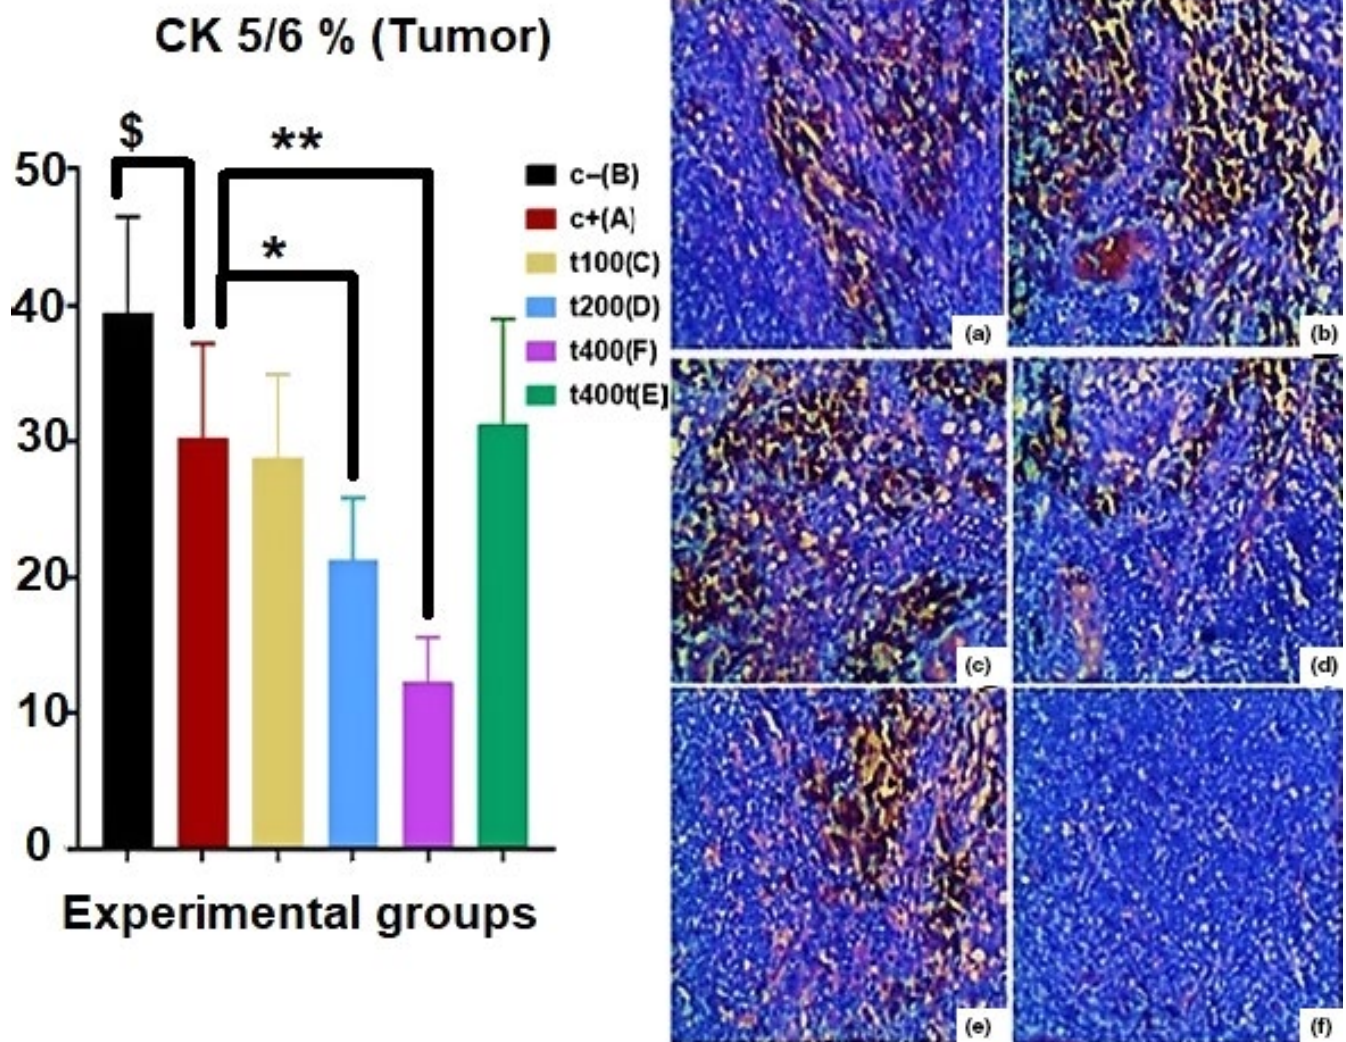 CK 5/6 % (Tumor)
$
**
*
50
40
30
20
10
0
Experimental groups
c–(B)
c+(A)
t100(C)
t200(D)
t400(F)
t400t(E)
(a)
(b)
(c)
(d)
(e)
(f)